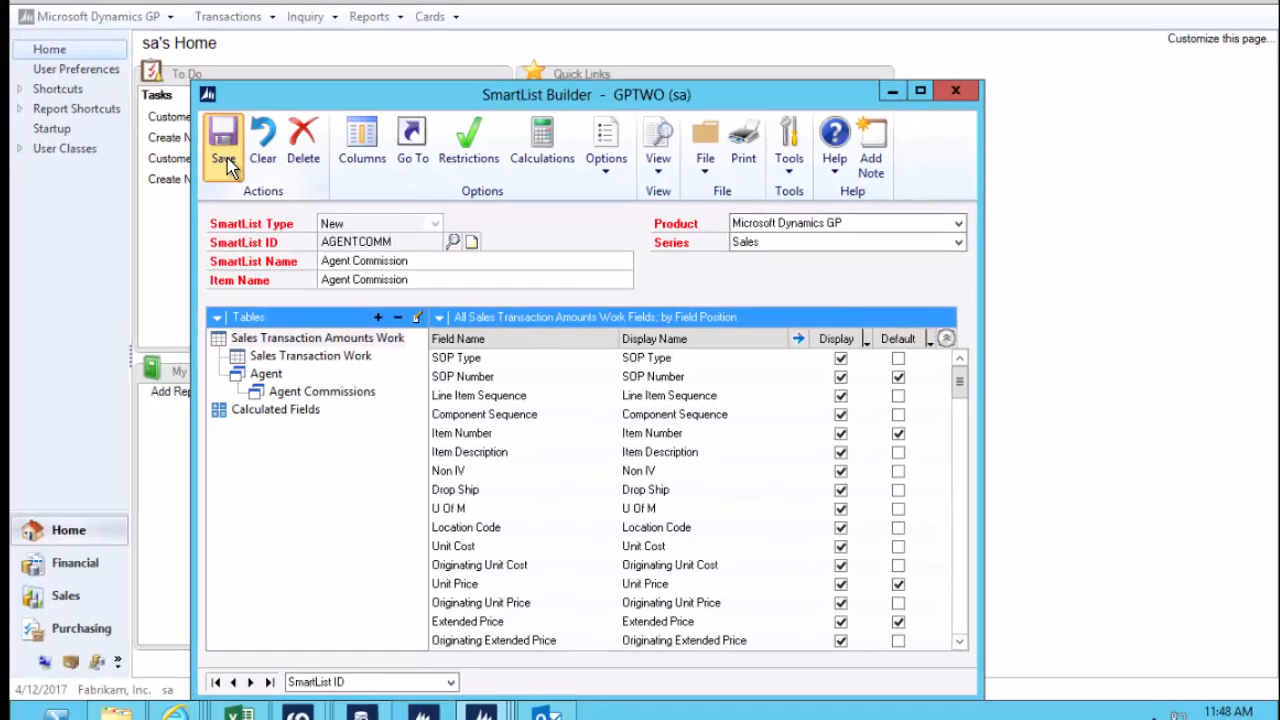 Microsoft Dynamics GP Transactions Inquiry Reports Cards
Home
User Preferences
Shortcuts
Report Shortcuts
Startup
User Classes
sa's Home
Customize this page...
To Do
Quick Links
Tasks
Custome
Create N
Custome
Create N
My
Add Rep
SmartList Builder - GPTWO (sa)
Save Clear Delete Columns Go To Restrictions Calculations Options View File Print Tools Help Add Note
Actions Options View File Tools Help
SmartList Type New
SmartList ID AGENTCOMM
SmartList Name Agent Commission
Item Name Agent Commission
Product Microsoft Dynamics GP
Series Sales
Tables
Sales Transaction Amounts Work
Sales Transaction Work
Agent
Agent Commissions
Calculated Fields
All Sales Transaction Amounts Work Fields; by Field Position
Field Name Display Name Display Default
SOP Type SOP Type
SOP Number SOP Number
Line Item Sequence Line Item Sequence
Component Sequence Component Sequence
Item Number Item Number
Item Description Item Description
Non IV Non IV
Drop Ship Drop Ship
U Of M U Of M
Location Code Location Code
Unit Cost Unit Cost
Originating Unit Cost Originating Unit Cost
Unit Price Unit Price
Originating Unit Price Originating Unit Price
Extended Price Extended Price
Originating Extended Price Originating Extended Price
SmartList ID
Home
Financial
Sales
Purchasing
4/12/2017 Fabrikam, Inc. sa
11:48 AM